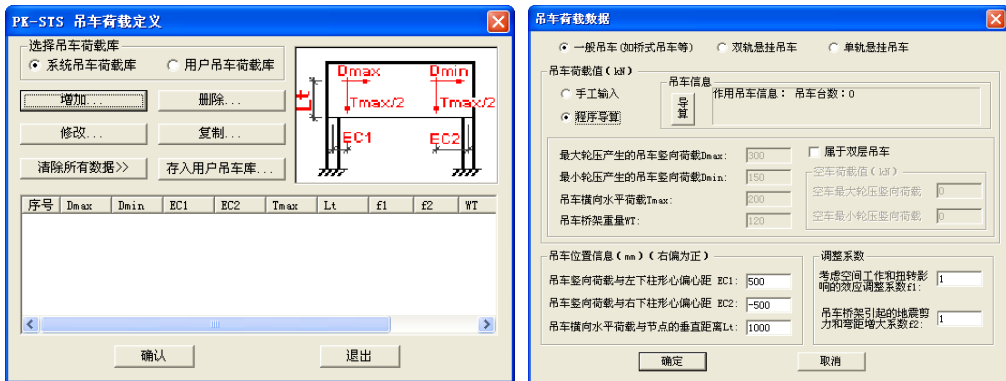 PK-STS 吊车荷载定义
选择吊车荷载库
系统吊车荷载库 用户吊车荷载库
增加... 删除...
修改... 复制...
清除所有数据>> 存入用户吊车库...
Dmax Dmin
Lt
Tmax/2 Tmax/2
EC1 EC2
序号 Dmax Dmin EC1 EC2 Tmax Lt f1 f2 WT
确认 退出
吊车荷载数据
一般吊车(如桥式吊车等) 双轨悬挂吊车 单轨悬挂吊车
吊车荷载值(kN)
手工输入
程序导算
吊车信息
导算
作用吊车信息: 吊车台数:0
最大轮压产生的吊车竖向荷载Dmax: 300
最小轮压产生的吊车竖向荷载Dmin: 150
吊车横向水平荷载Tmax: 200
吊车桥架重量WT: 120
属于双层吊车
空车荷载值(kN)
空车最大轮压竖向荷载 0
空车最小轮压竖向荷载 0
吊车位置信息(mm)(右偏为正)
吊车竖向荷载与左下柱形心偏心距 EC1: 500
吊车竖向荷载与右下柱形心偏心距 EC2: -500
吊车横向水平荷载与节点的垂直距离Lt: 1000
调整系数
考虑空间工作和扭转影
响的效应调整系数f1: 1
吊车桥架引起的地震剪
力和弯距增大系数f2: 1
确定 取消